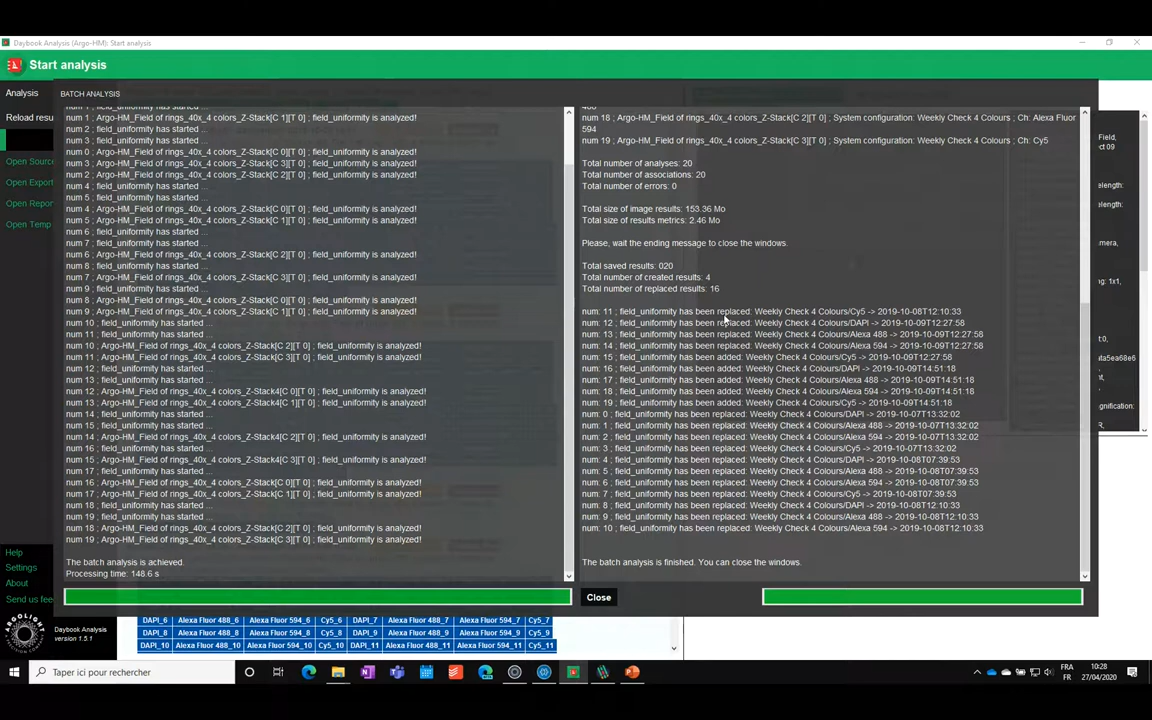 Daybook Analysis (Argo-HM): Start analysis
Start analysis
Analysis
Reload resu
Open Sourc
Open Expor
Open Repor
Open Temp
BATCH ANALYSIS
num 1 ; field_uniformity has started ...
num 1 ; Argo-HM_Field of rings_40x_4 colors_Z-Stack[C 1][T 0] ; field_uniformity is analyzed!
num 2 ; field_uniformity has started ...
num 3 ; field_uniformity has started ...
num 0 ; Argo-HM_Field of rings_40x_4 colors_Z-Stack[C 0][T 0] ; field_uniformity is analyzed!
num 3 ; Argo-HM_Field of rings_40x_4 colors_Z-Stack[C 3][T 0] ; field_uniformity is analyzed!
num 2 ; Argo-HM_Field of rings_40x_4 colors_Z-Stack[C 2][T 0] ; field_uniformity is analyzed!
num 4 ; field_uniformity has started ...
num 5 ; field_uniformity has started ...
num 4 ; Argo-HM_Field of rings_40x_4 colors_Z-Stack[C 0][T 0] ; field_uniformity is analyzed!
num 5 ; Argo-HM_Field of rings_40x_4 colors_Z-Stack[C 1][T 0] ; field_uniformity is analyzed!
num 6 ; field_uniformity has started ...
num 7 ; field_uniformity has started ...
num 6 ; Argo-HM_Field of rings_40x_4 colors_Z-Stack[C 2][T 0] ; field_uniformity is analyzed!
num 8 ; field_uniformity has started ...
num 7 ; Argo-HM_Field of rings_40x_4 colors_Z-Stack[C 3][T 0] ; field_uniformity is analyzed!
num 9 ; field_uniformity has started ...
num 8 ; Argo-HM_Field of rings_40x_4 colors_Z-Stack[C 0][T 0] ; field_uniformity is analyzed!
num 9 ; Argo-HM_Field of rings_40x_4 colors_Z-Stack[C 1][T 0] ; field_uniformity is analyzed!
num 10 ; field_uniformity has started ...
num 11 ; field_uniformity has started ...
num 10 ; Argo-HM_Field of rings_40x_4 colors_Z-Stack[C 2][T 0] ; field_uniformity is analyzed!
num 11 ; Argo-HM_Field of rings_40x_4 colors_Z-Stack[C 3][T 0] ; field_uniformity is analyzed!
num 12 ; field_uniformity has started ...
num 13 ; field_uniformity has started ...
num 12 ; Argo-HM_Field of rings_40x_4 colors_Z-Stack4[C 0][T 0] ; field_uniformity is analyzed!
num 13 ; Argo-HM_Field of rings_40x_4 colors_Z-Stack4[C 1][T 0] ; field_uniformity is analyzed!
num 14 ; field_uniformity has started ...
num 15 ; field_uniformity has started ...
num 14 ; Argo-HM_Field of rings_40x_4 colors_Z-Stack4[C 2][T 0] ; field_uniformity is analyzed!
num 16 ; field_uniformity has started ...
num 15 ; Argo-HM_Field of rings_40x_4 colors_Z-Stack4[C 3][T 0] ; field_uniformity is analyzed!
num 17 ; field_uniformity has started ...
num 16 ; Argo-HM_Field of rings_40x_4 colors_Z-Stack[C 0][T 0] ; field_uniformity is analyzed!
num 17 ; Argo-HM_Field of rings_40x_4 colors_Z-Stack[C 1][T 0] ; field_uniformity is analyzed!
num 18 ; field_uniformity has started ...
num 19 ; field_uniformity has started ...
num 18 ; Argo-HM_Field of rings_40x_4 colors_Z-Stack[C 2][T 0] ; field_uniformity is analyzed!
num 19 ; Argo-HM_Field of rings_40x_4 colors_Z-Stack[C 3][T 0] ; field_uniformity is analyzed!
The batch analysis is achieved.
Processing time: 148.6 s
488
num 18 ; Argo-HM_Field of rings_40x_4 colors_Z-Stack[C 2][T 0] ; System configuration: Weekly Check 4 Colours ; Ch: Alexa Fluor
594
num 19 ; Argo-HM_Field of rings_40x_4 colors_Z-Stack[C 3][T 0] ; System configuration: Weekly Check 4 Colours ; Ch: Cy5
Total number of analyses: 20
Total number of associations: 20
Total number of errors: 0
Total size of image results: 153.36 Mo
Total size of results metrics: 2.46 Mo
Please, wait the ending message to close the windows.
Total saved results: 020
Total number of created results: 4
Total number of replaced results: 16
num: 11 ; field_uniformity has been replaced: Weekly Check 4 Colours/Cy5 -> 2019-10-08T12:10:33
num: 12 ; field_uniformity has been replaced: Weekly Check 4 Colours/DAPI -> 2019-10-09T12:27:58
num: 13 ; field_uniformity has been replaced: Weekly Check 4 Colours/Alexa 488 -> 2019-10-09T12:27:58
num: 14 ; field_uniformity has been replaced: Weekly Check 4 Colours/Alexa 594 -> 2019-10-09T12:27:58
num: 15 ; field_uniformity has been added: Weekly Check 4 Colours/Cy5 -> 2019-10-09T12:27:58
num: 16 ; field_uniformity has been added: Weekly Check 4 Colours/DAPI -> 2019-10-09T14:51:18
num: 17 ; field_uniformity has been added: Weekly Check 4 Colours/Alexa 488 -> 2019-10-09T14:51:18
num: 18 ; field_uniformity has been added: Weekly Check 4 Colours/Alexa 594 -> 2019-10-09T14:51:18
num: 19 ; field_uniformity has been added: Weekly Check 4 Colours/Cy5 -> 2019-10-09T14:51:18
num: 0 ; field_uniformity has been replaced: Weekly Check 4 Colours/DAPI -> 2019-10-07T13:32:02
num: 1 ; field_uniformity has been replaced: Weekly Check 4 Colours/Alexa 488 -> 2019-10-07T13:32:02
num: 2 ; field_uniformity has been replaced: Weekly Check 4 Colours/Alexa 594 -> 2019-10-07T13:32:02
num: 3 ; field_uniformity has been replaced: Weekly Check 4 Colours/Cy5 -> 2019-10-07T13:32:02
num: 4 ; field_uniformity has been replaced: Weekly Check 4 Colours/DAPI -> 2019-10-08T07:39:53
num: 5 ; field_uniformity has been replaced: Weekly Check 4 Colours/Alexa 488 -> 2019-10-08T07:39:53
num: 6 ; field_uniformity has been replaced: Weekly Check 4 Colours/Alexa 594 -> 2019-10-08T07:39:53
num: 7 ; field_uniformity has been replaced: Weekly Check 4 Colours/Cy5 -> 2019-10-08T07:39:53
num: 8 ; field_uniformity has been replaced: Weekly Check 4 Colours/DAPI -> 2019-10-08T12:10:33
num: 9 ; field_uniformity has been replaced: Weekly Check 4 Colours/Alexa 488 -> 2019-10-08T12:10:33
num: 10 ; field_uniformity has been replaced: Weekly Check 4 Colours/Alexa 594 -> 2019-10-08T12:10:33
The batch analysis is finished. You can close the windows.
Close
Field,
ct 09
elength:
elength:
amera,
ng: 1x1,
t:0,
ata5ea68e6
agnification:
R.
Help
Settings
About
Send us fee
ARGOLIGHT
Daybook Analysis
version 1.5.1
DAPI_6 Alexa Fluor 488_6 Alexa Fluor 594_6 Cy5_6 DAPI_7 Alexa Fluor 488_7 Alexa Fluor 594_7 Cy5_7
DAPI_8 Alexa Fluor 488_8 Alexa Fluor 594_8 Cy5_8 DAPI_9 Alexa Fluor 488_9 Alexa Fluor 594_9 Cy5_9
DAPI_10 Alexa Fluor 488_10 Alexa Fluor 594_10 Cy5_10 DAPI_11 Alexa Fluor 488_11 Alexa Fluor 594_11 Cy5_11
Taper ici pour rechercher
FRA
FR
10:28
27/04/2020